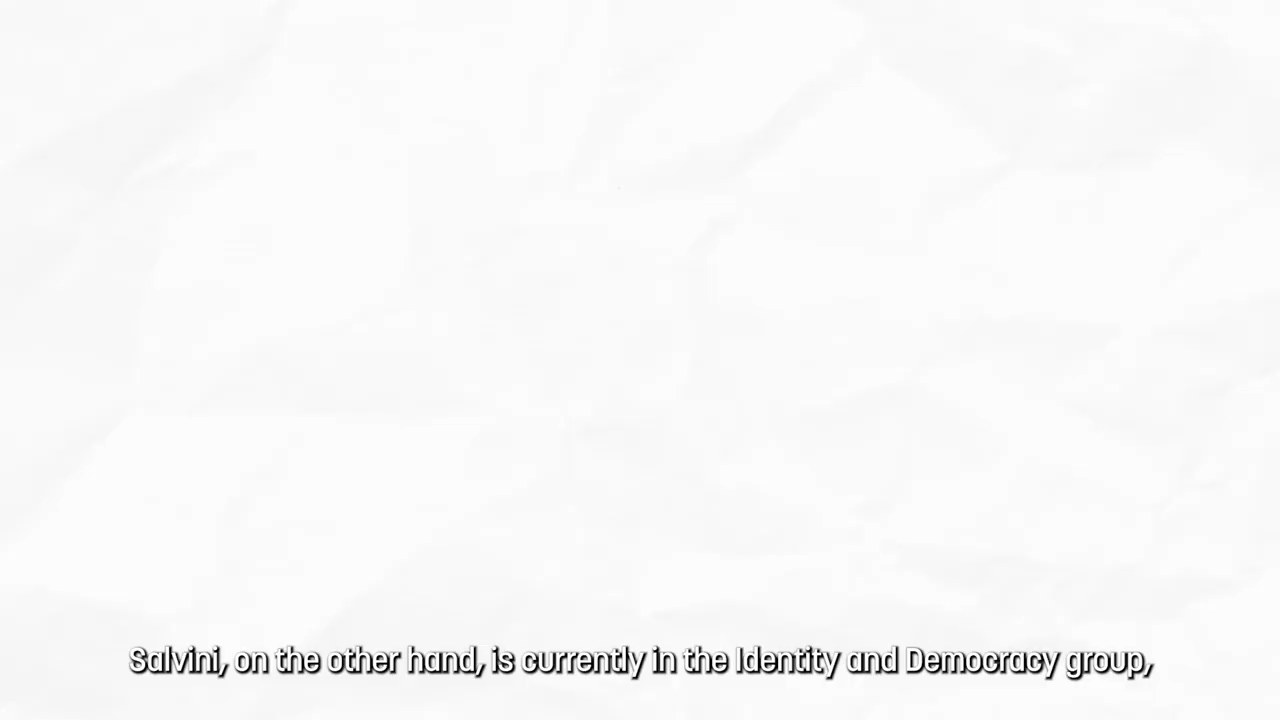 Salvini, on the other hand, is currently in the Identity and Democracy group,